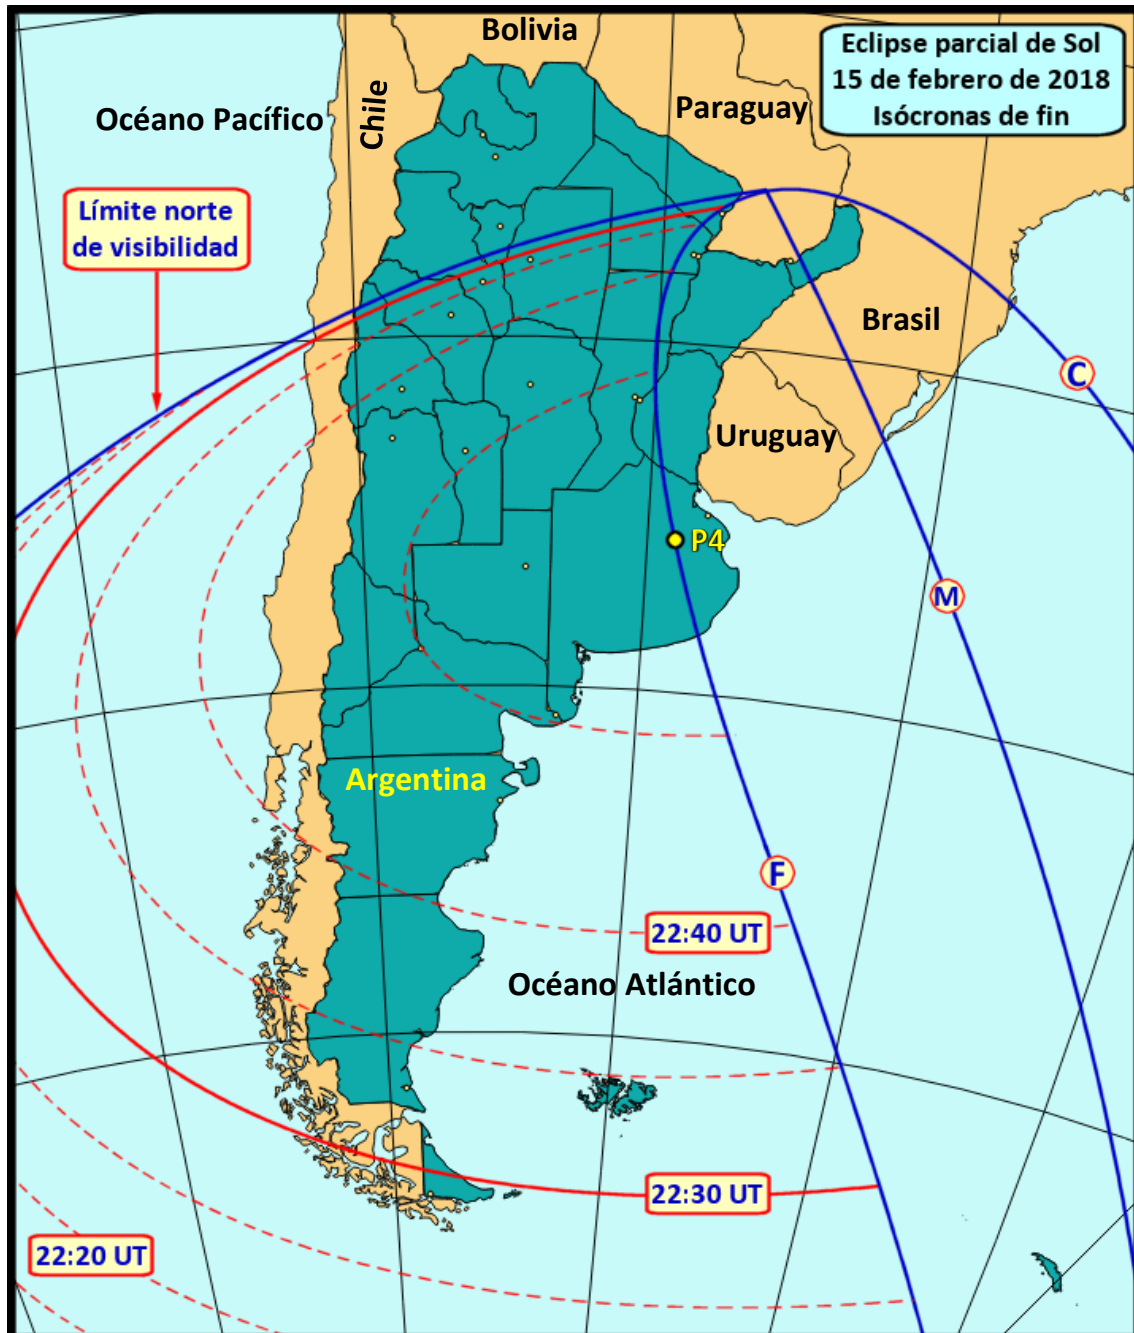 Bolivia
Eclipse parcial de Sol
15 de febrero de 2018
Isócronas de fin
Océano Pacífico
Chile
Paraguay
Límite norte
de visibilidad
Brasil
C
Uruguay
P4
M
Argentina
F
22:40 UT
Océano Atlántico
22:30 UT
22:20 UT